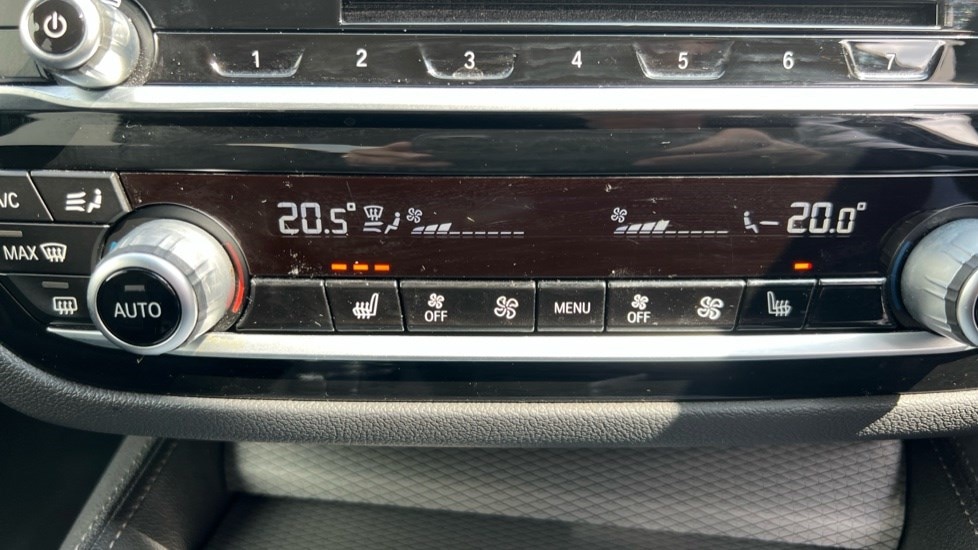 1 2 3 4 5 6 7
20.5° 20.0°
/C
MAX
AUTO
OFF MENU OFF